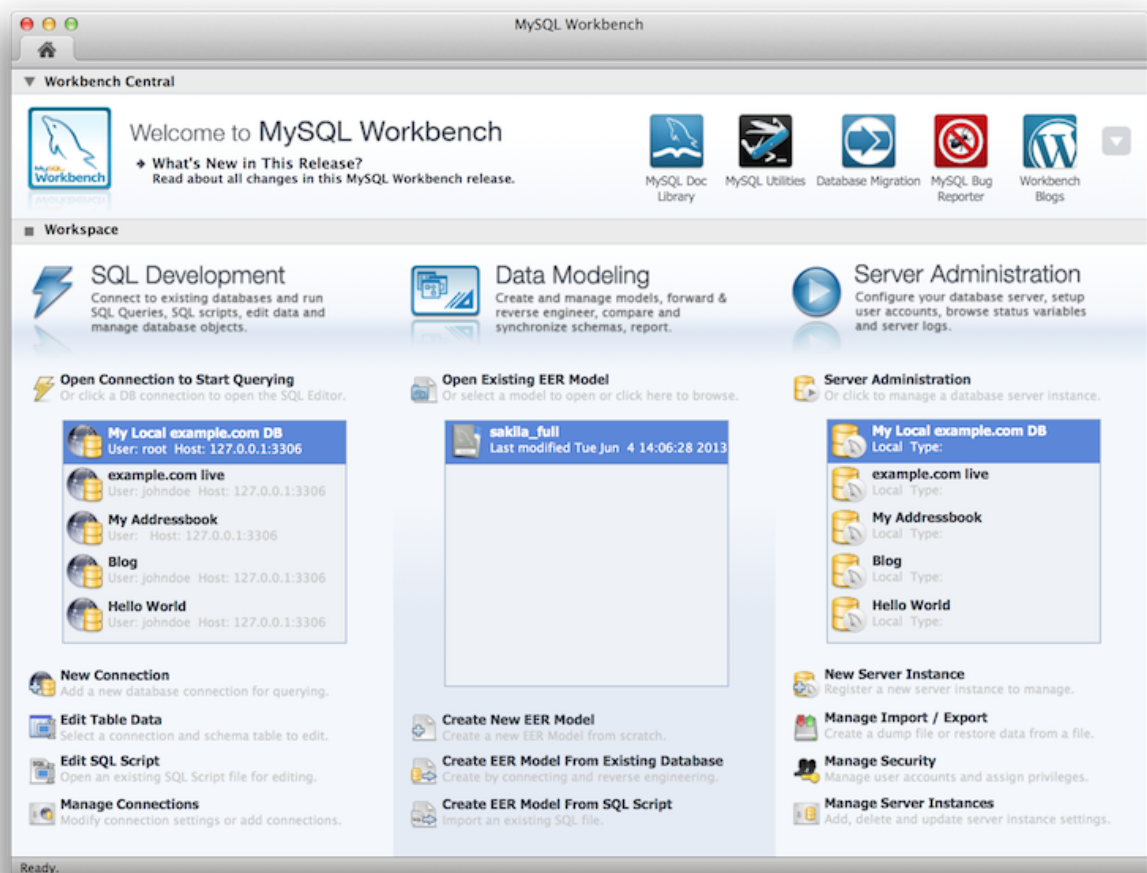 MySQL Workbench
Workbench Central
MySQL
Workbench
Welcome to MySQL Workbench
What's New in This Release?
Read about all changes in this MySQL Workbench release.
MySQL Doc
Library
MySQL Utilities
Database Migration
MySQL Bug
Reporter
Workbench
Blogs
Workspace
SQL Development
Connect to existing databases and run
SQL Queries, SQL scripts, edit data and
manage database objects.
Open Connection to Start Querying
Or click a DB connection to open the SQL Editor.
My Local example.com DB
User: root Host: 127.0.0.1:3306
example.com live
User: johndoe Host: 127.0.0.1:3306
My Addressbook
User: Host: 127.0.0.1:3306
Blog
User: johndoe Host: 127.0.0.1:3306
Hello World
User: johndoe Host: 127.0.0.1:3306
New Connection
Add a new database connection for querying.
Edit Table Data
Select a connection and schema table to edit.
Edit SQL Script
Open an existing SQL Script file for editing.
Manage Connections
Modify connection settings or add connections.
Data Modeling
Create and manage models, forward &
reverse engineer, compare and
synchronize schemas, report.
Open Existing EER Model
Or select a model to open or click here to browse.
sakila_full
Last modified Tue Jun 4 14:06:28 2013
Create New EER Model
Create a new EER Model from scratch.
Create EER Model From Existing Database
Create by connecting and reverse engineering.
Create EER Model From SQL Script
Import an existing SQL file.
Server Administration
Configure your database server, setup
user accounts, browse status variables
and server logs.
Server Administration
Or click to manage a database server instance.
My Local example.com DB
Local Type:
example.com live
Local Type:
My Addressbook
Local Type:
Blog
Local Type:
Hello World
Local Type:
New Server Instance
Register a new server instance to manage.
Manage Import / Export
Create a dump file or restore data from a file.
Manage Security
Manage user accounts and assign privileges.
Manage Server Instances
Add, delete and update server instance settings.
Ready.